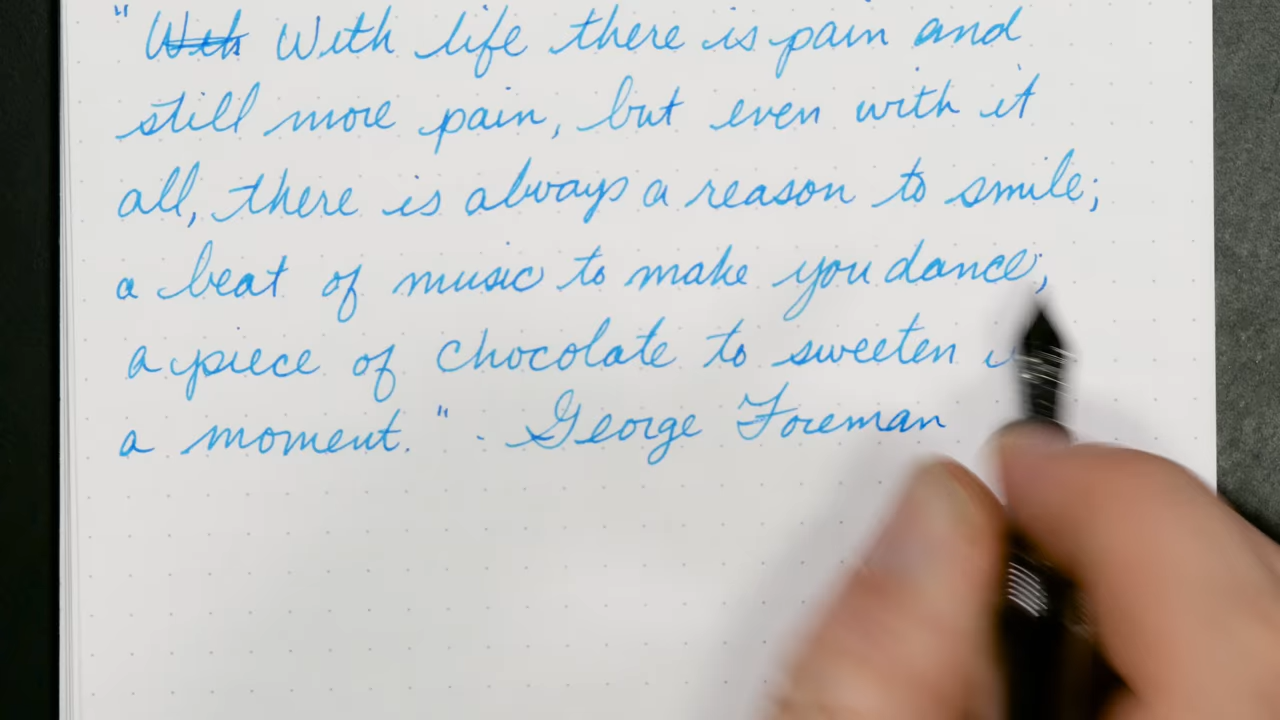 " ~~With~~ With life there is pain and
still more pain, but even with it
all, there is always a reason to smile;
a beat of music to make you dance;
a piece of chocolate to sweeten
a moment. " - George Foreman